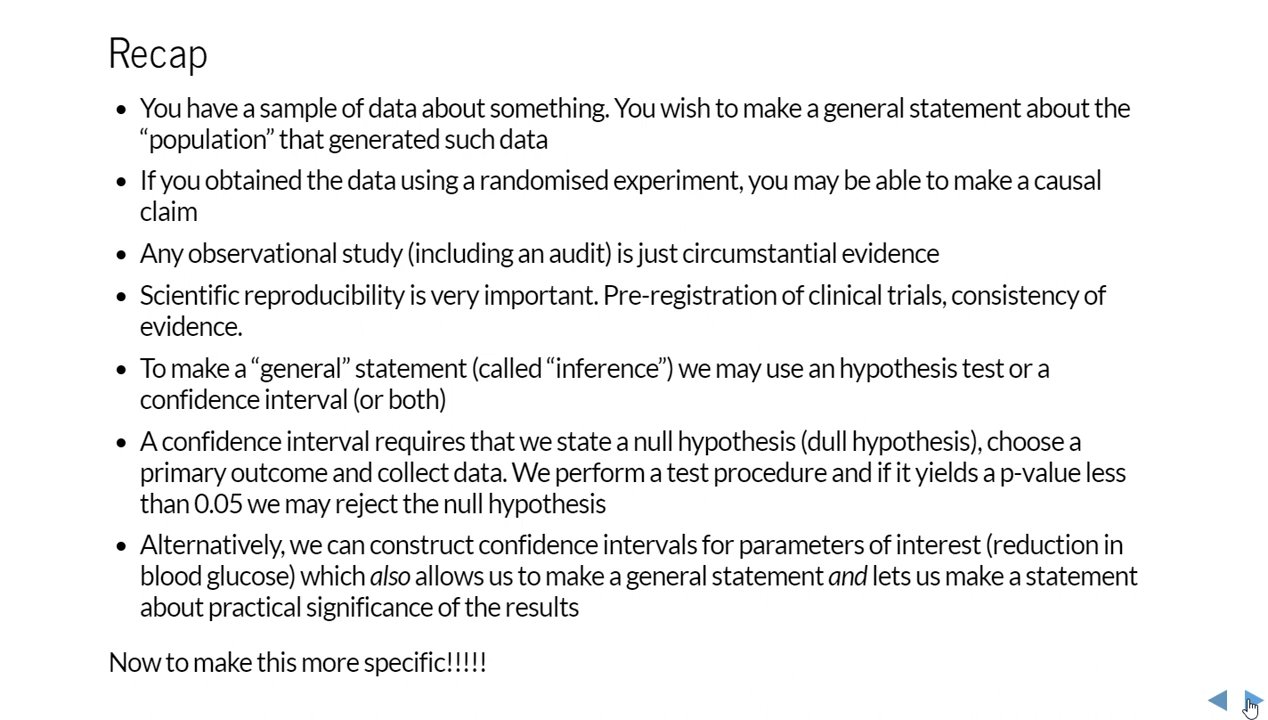 Recap
• You have a sample of data about something. You wish to make a general statement about the
“population” that generated such data
• If you obtained the data using a randomised experiment, you may be able to make a causal
claim
• Any observational study (including an audit) is just circumstantial evidence
• Scientific reproducibility is very important. Pre-registration of clinical trials, consistency of
evidence.
• To make a “general” statement (called “inference”) we may use an hypothesis test or a
confidence interval (or both)
• A confidence interval requires that we state a null hypothesis (dull hypothesis), choose a
primary outcome and collect data. We perform a test procedure and if it yields a p-value less
than 0.05 we may reject the null hypothesis
• Alternatively, we can construct confidence intervals for parameters of interest (reduction in
blood glucose) which also allows us to make a general statement and lets us make a statement
about practical significance of the results
Now to make this more specific!!!!!